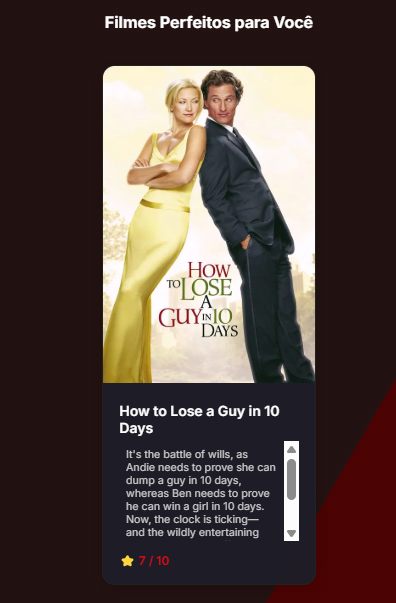 Filmes Perfeitos para Você
HOW
TO LOSE
A
GUY IN 10
DAYS
How to Lose a Guy in 10
Days
It's the battle of wills, as
Andie needs to prove she can
dump a guy in 10 days,
whereas Ben needs to prove
he can win a girl in 10 days.
Now, the clock is ticking—
and the wildly entertaining
7 / 10